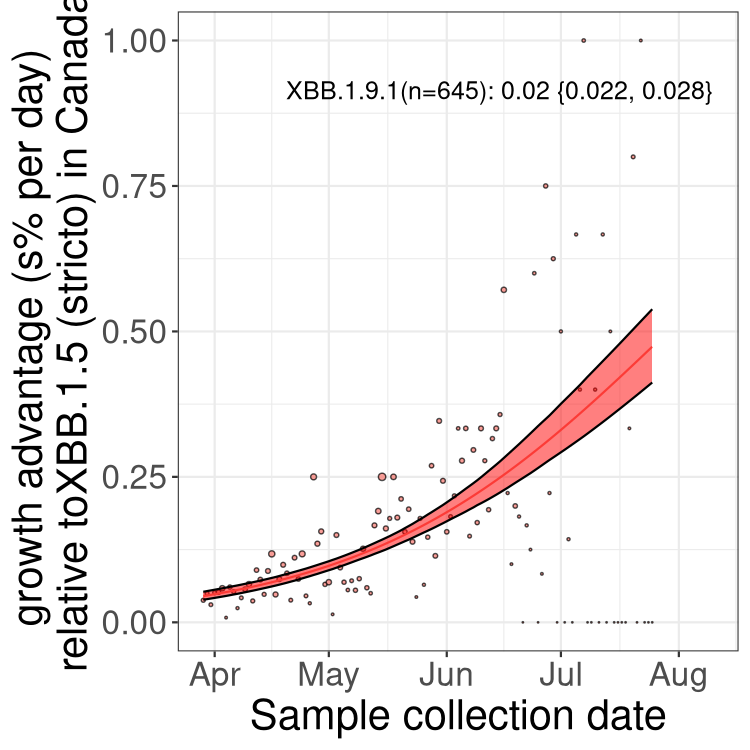 growth advantage (s% per day)
relative toXBB.1.5 (stricto) in Canada
1.00
0.75
0.50
0.25
0.00
XBB.1.9.1(n=645): 0.02 {0.022, 0.028}
Apr May Jun Jul Aug
Sample collection date